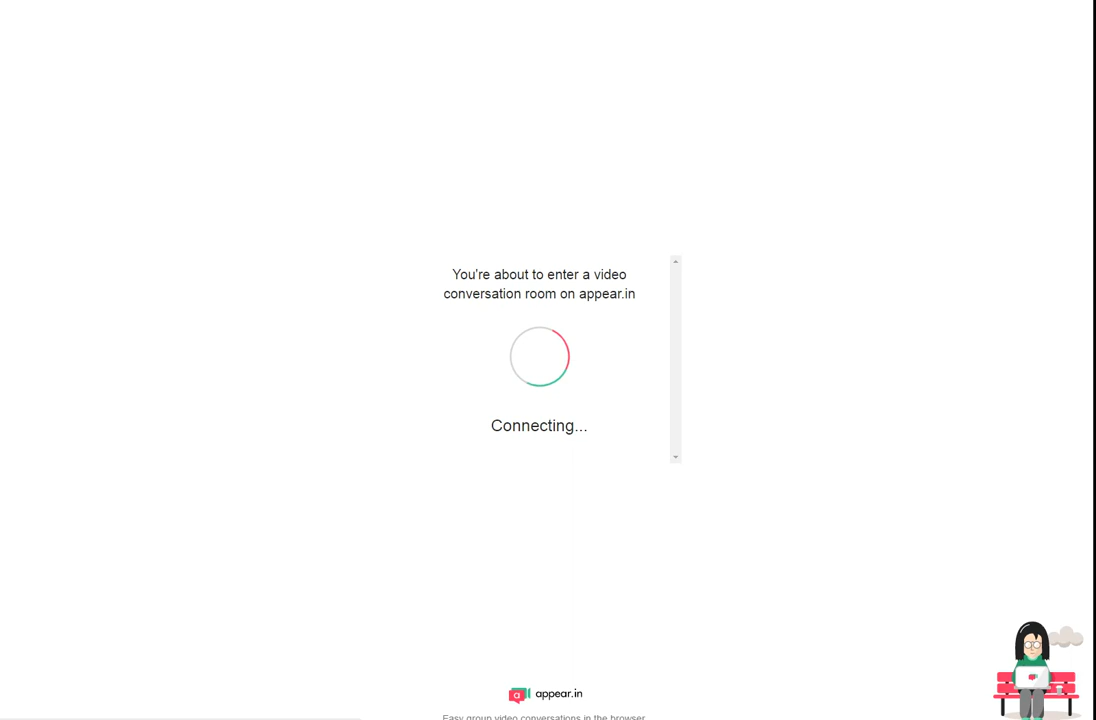 You're about to enter a video
conversation room on appear.in
Connecting...
appear.in
Easy group video conversations in the browser